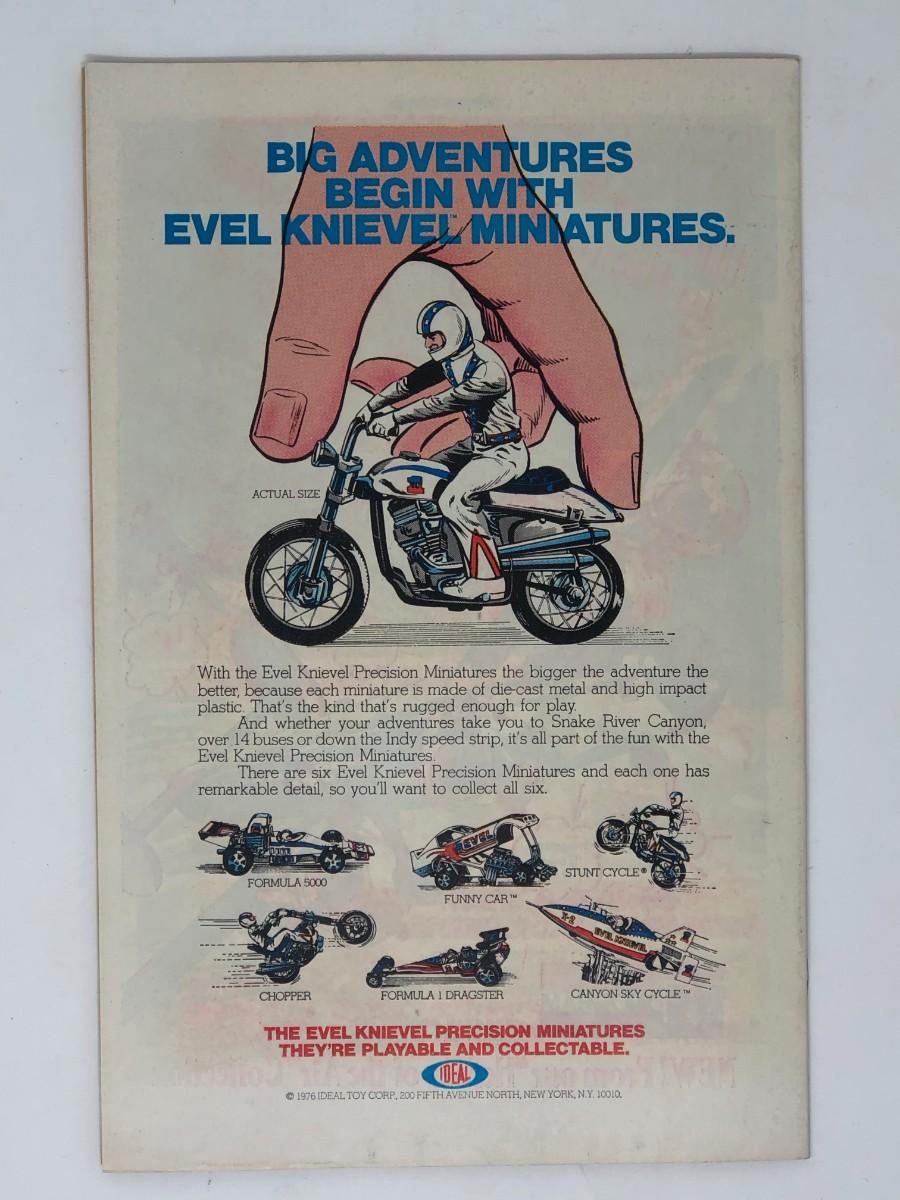 BIG ADVENTURES
BEGIN WITH
EVEL KNIEVEL™ MINIATURES.
ACTUAL SIZE
With the Evel Knievel Precision Miniatures the bigger the adventure the
better, because each miniature is made of die-cast metal and high impact
plastic. That's the kind that's rugged enough for play.
And whether your adventures take you to Snake River Canyon,
over 14 buses or down the Indy speed strip, it's all part of the fun with the
Evel Knievel Precision Miniatures.
There are six Evel Knievel Precision Miniatures and each one has
remarkable detail, so you'll want to collect all six.
FORMULA 5000
EVEL
FUNNY CAR™
STUNT CYCLE®
CHOPPER
FORMULA 1 DRAGSTER
X-2
EVEL KNIEVEL
CANYON SKY CYCLE™
THE EVEL KNIEVEL PRECISION MINIATURES
THEY'RE PLAYABLE AND COLLECTABLE.
IDEAL
© 1976 IDEAL TOY CORP., 200 FIFTH AVENUE NORTH, NEW YORK, N.Y. 10010.